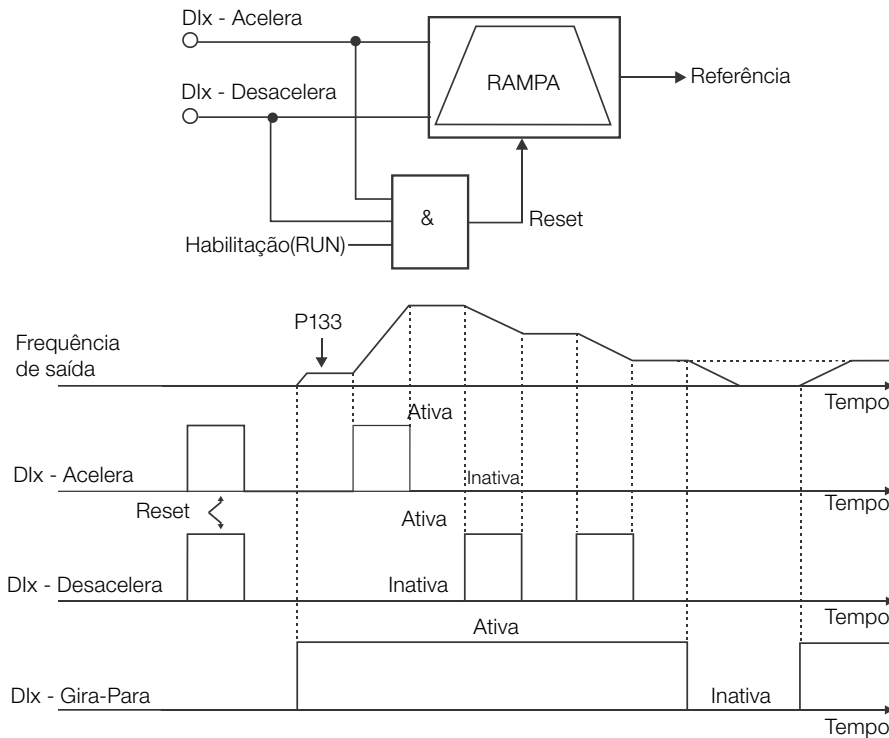 DIx - Acelera
DIx - Desacelera
RAMPA
Referência
&
Reset
Habilitação(RUN)
P133
Frequência
de saída
Tempo
Ativa
DIx - Acelera
Inativa
Tempo
Reset
Ativa
DIx - Desacelera
Inativa
Tempo
Ativa
DIx - Gira-Para
Inativa
Tempo